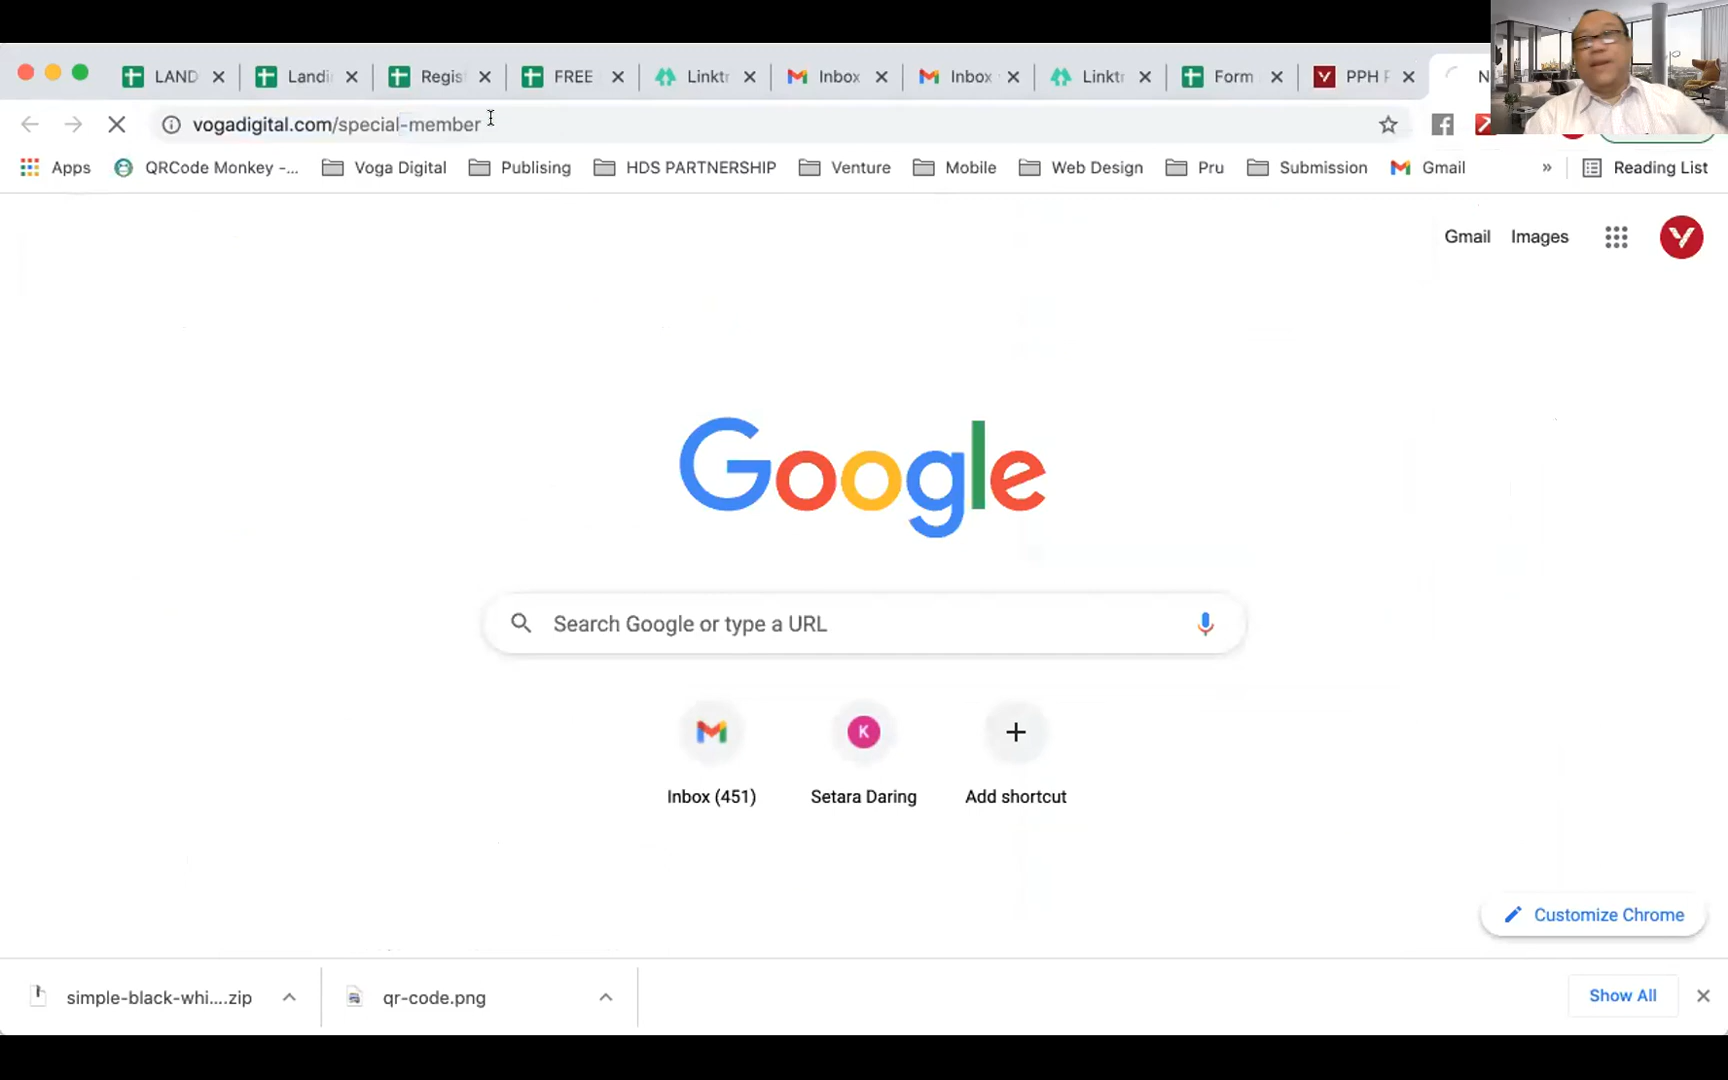 LAND Landi Regis FREE Linktr Inbox Inbox Linktr Form PPH F N
vogadigital.com/special-member
Apps QRCode Monkey -... Voga Digital Publising HDS PARTNERSHIP Venture Mobile Web Design Pru Submission Gmail » Reading List
Gmail Images
Google
Search Google or type a URL
K
Inbox (451) Setara Daring Add shortcut
Customize Chrome
simple-black-whi....zip qr-code.png Show All